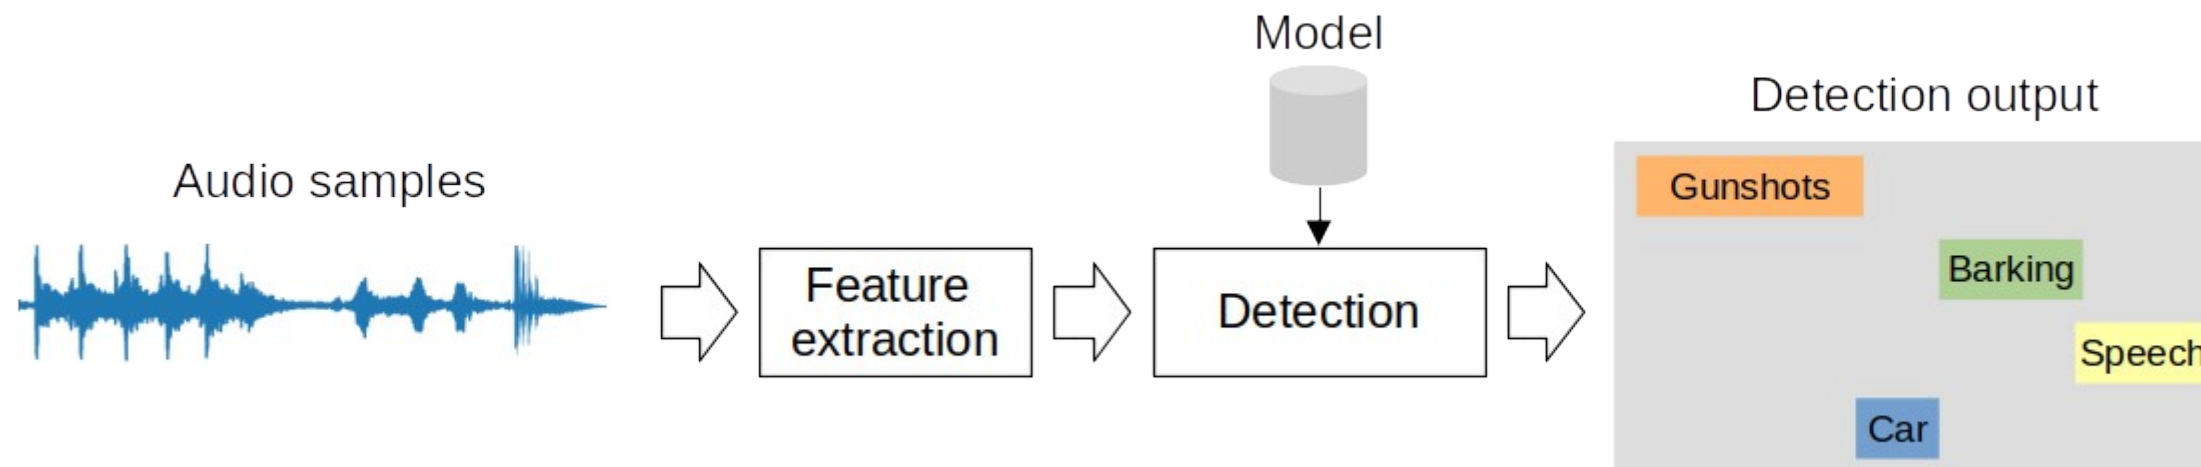 Model
Detection output
Audio samples
Gunshots
Barking
Feature
extraction
Detection
Speech
Car